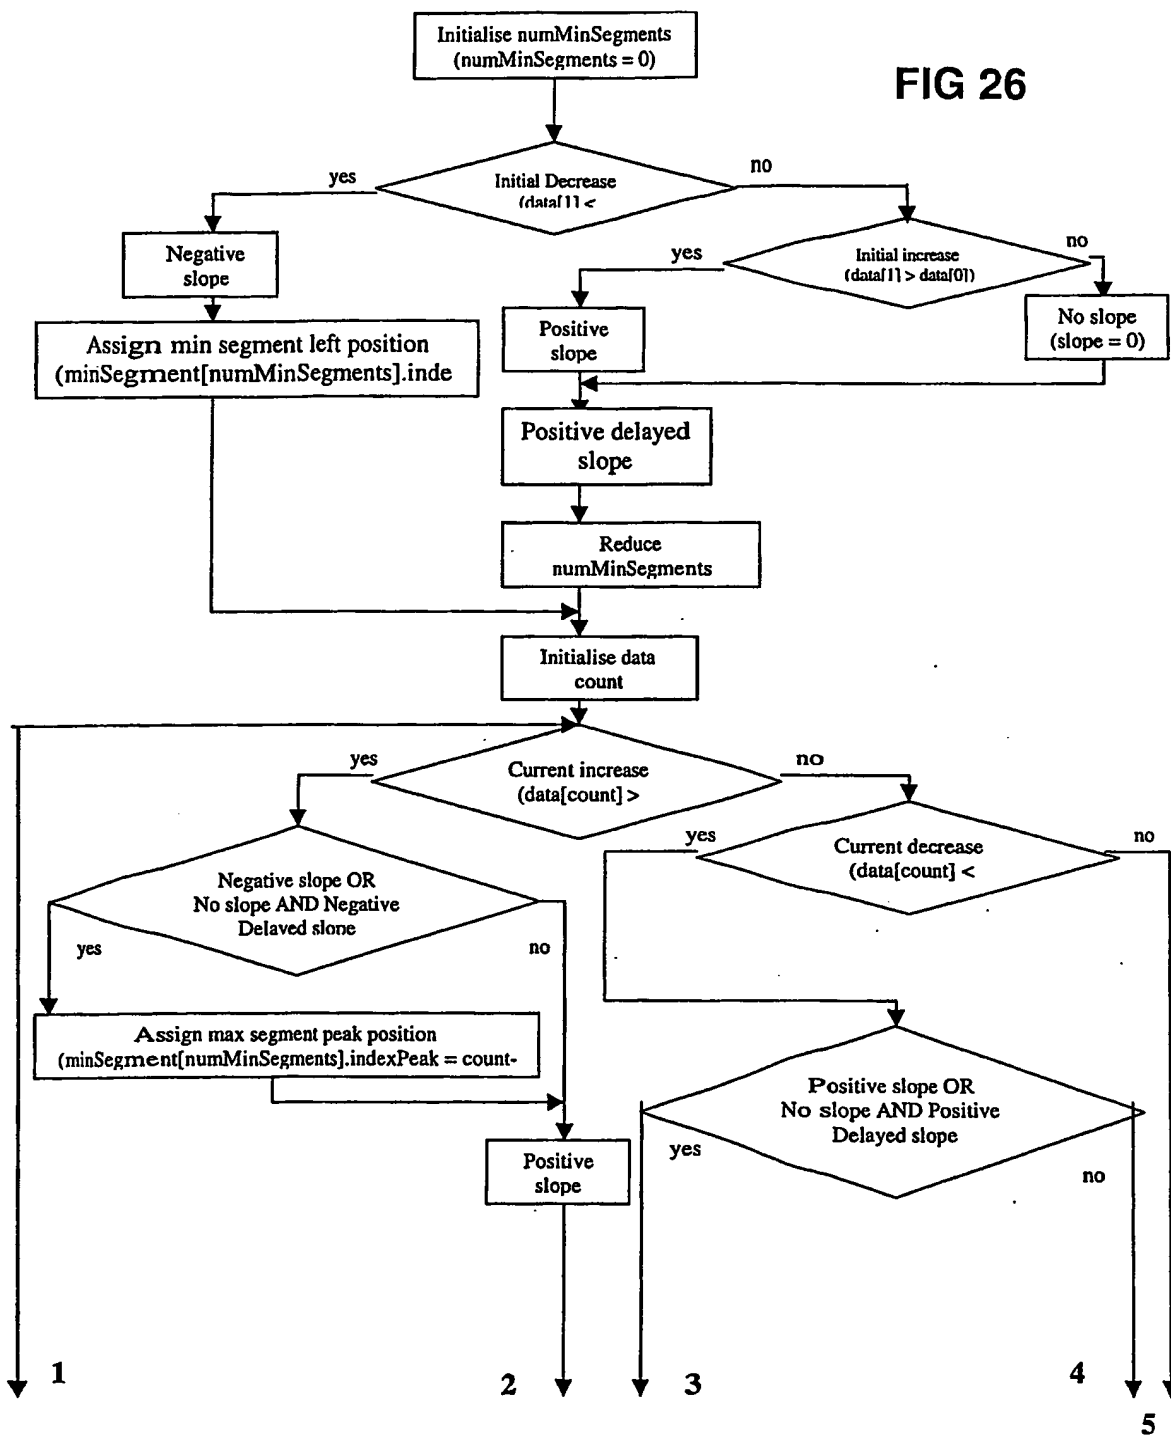 Initialise numMinSegments
(numMinSegments = 0)
FIG 26
yes
Initial Decrease
(data[1] <
no
Negative
slope
yes
Initial increase
(data[1] > data[0])
no
Assign min segment left position
(minSegment[numMinSegments].inde
Positive
slope
No slope
(slope = 0)
Positive delayed
slope
Reduce
numMinSegments
Initialise data
count
yes
Current increase
(data[count] >
no
yes
Current decrease
(data[count] <
no
Negative slope OR
No slope AND Negative
Delayed slope
yes
no
Assign max segment peak position
(minSegment[numMinSegments].indexPeak = count-
Positive slope OR
No slope AND Positive
Delayed slope
yes
no
Positive
slope
1
2
3
4
5